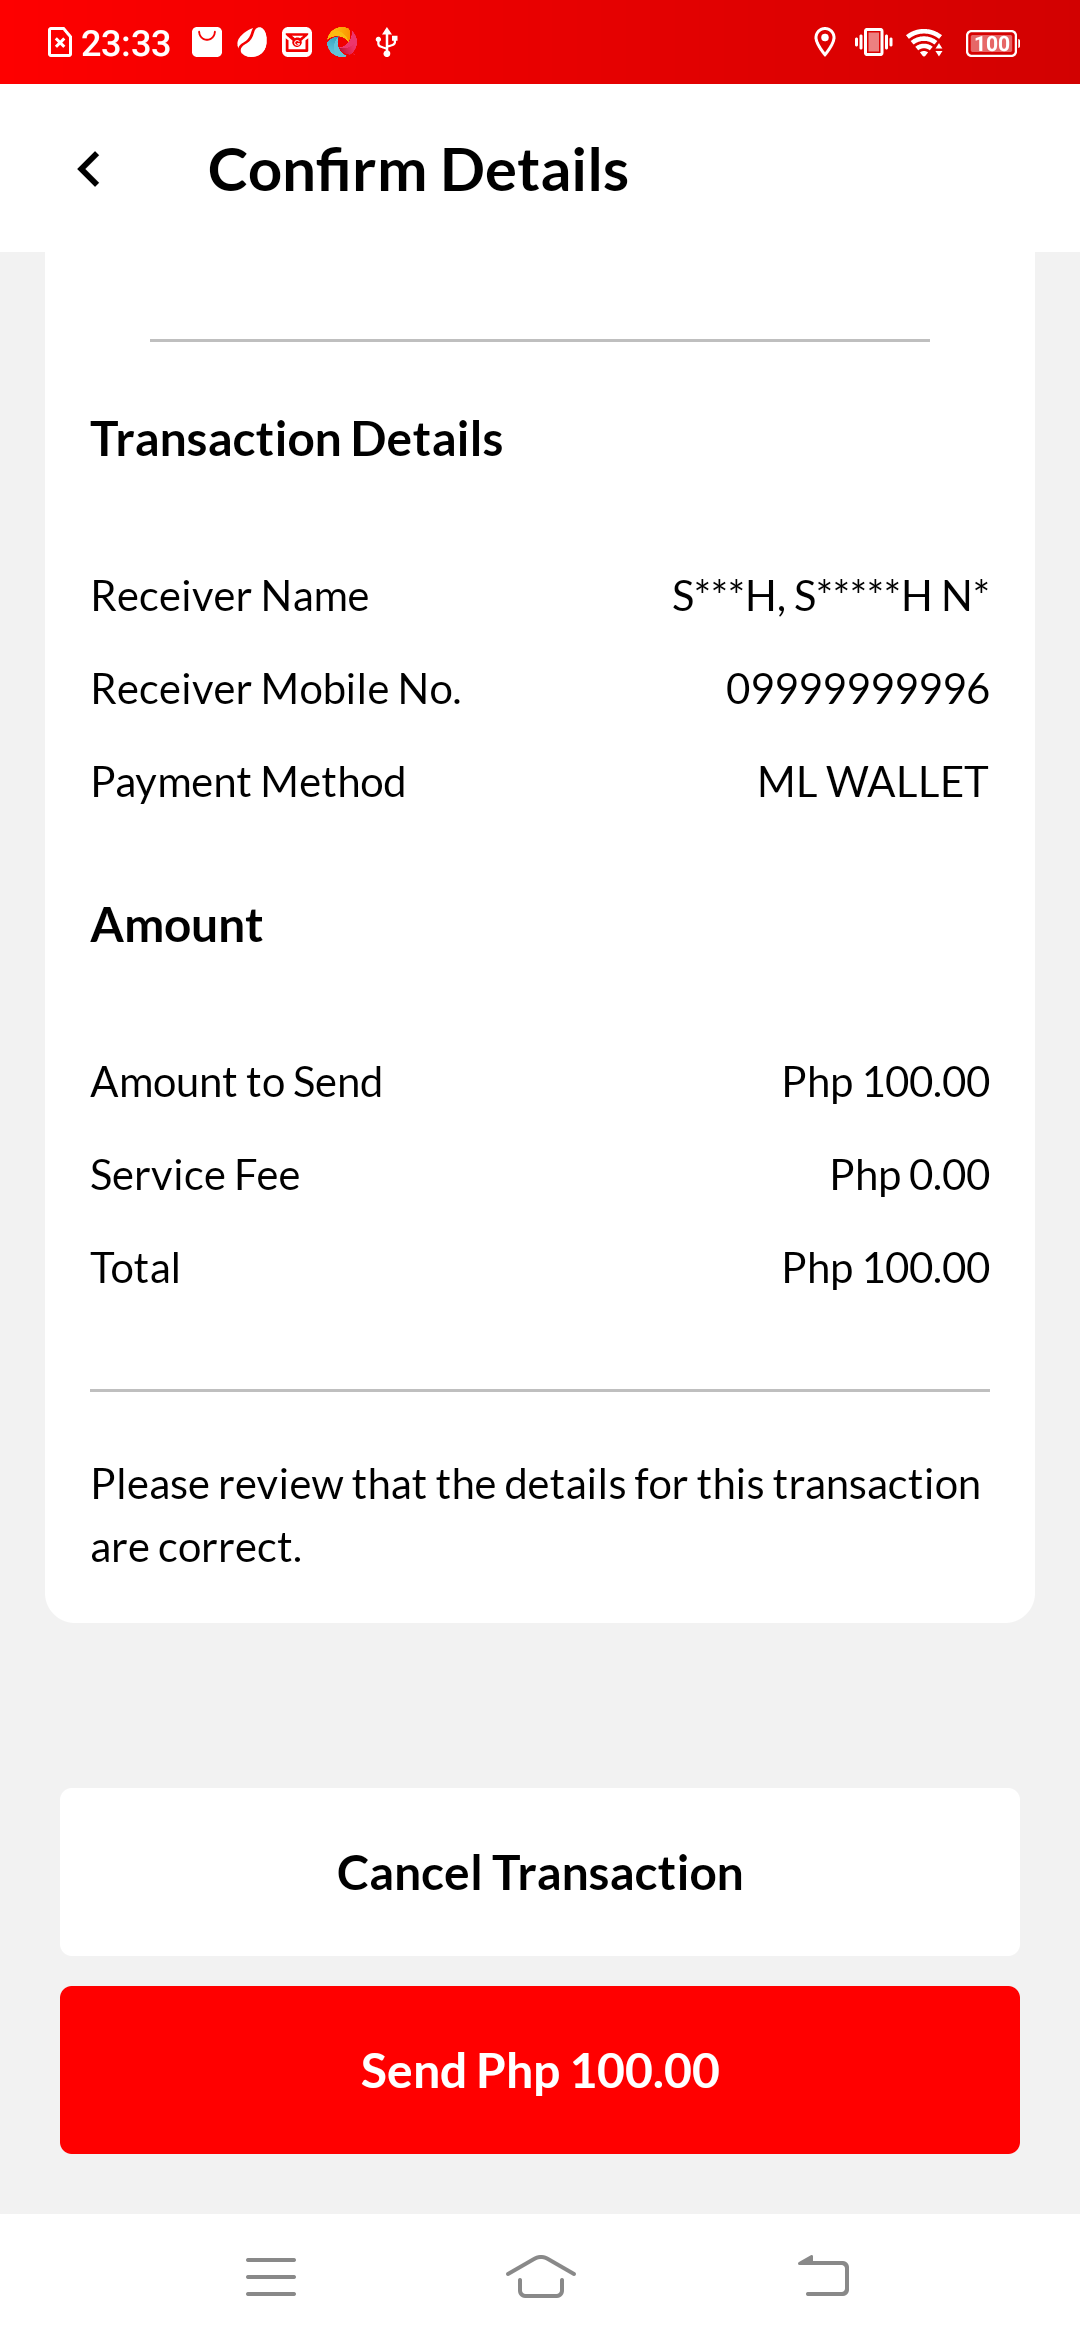 23:33
100
Confirm Details
Transaction Details
Receiver Name S***H, S*****H N*
Receiver Mobile No. 09999999996
Payment Method ML WALLET
Amount
Amount to Send Php 100.00
Service Fee Php 0.00
Total Php 100.00
Please review that the details for this transaction
are correct.
Cancel Transaction
Send Php 100.00